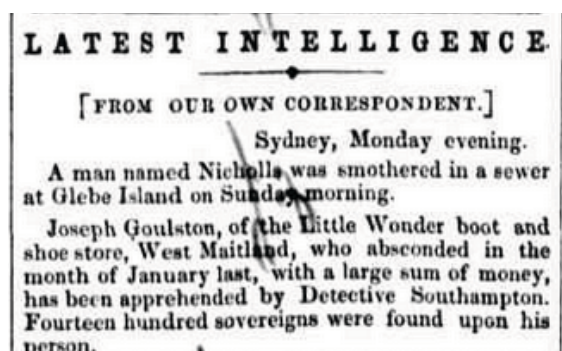 LATEST INTELLIGENCE.
[FROM OUR OWN CORRESPONDENT.]
Sydney, Monday evening.
A man named Nicholls was smothered in a sewer
at Glebe Island on Sunday morning.
Joseph Goulston, of the Little Wonder boot and
shoe store, West Maitland, who absconded in the
month of January last, with a large sum of money,
has been apprehended by Detective Southampton.
Fourteen hundred sovereigns were found upon his
person.